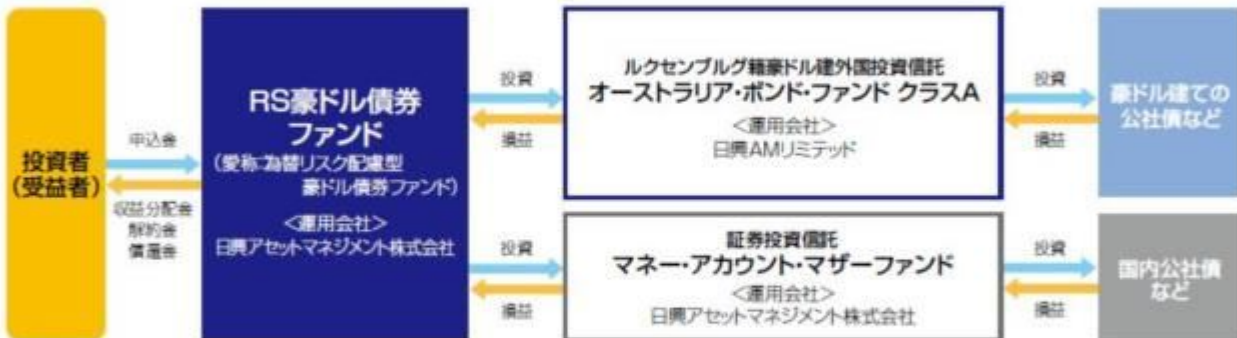 投資者
（受益者）
申込金
収益分配金
解約金
償還金
RS豪ドル債券
ファンド
（愛称：為替リスク配慮型
豪ドル債券ファンド）
＜運用会社＞
日興アセットマネジメント株式会社
投資
損益
ルクセンブルグ籍豪ドル建外国投資信託
オーストラリア・ボンド・ファンド クラスA
＜運用会社＞
日興AMリミテッド
投資
損益
豪ドル建ての
公社債など
投資
損益
証券投資信託
マネー・アカウント・マザーファンド
＜運用会社＞
日興アセットマネジメント株式会社
投資
損益
国内公社債
など